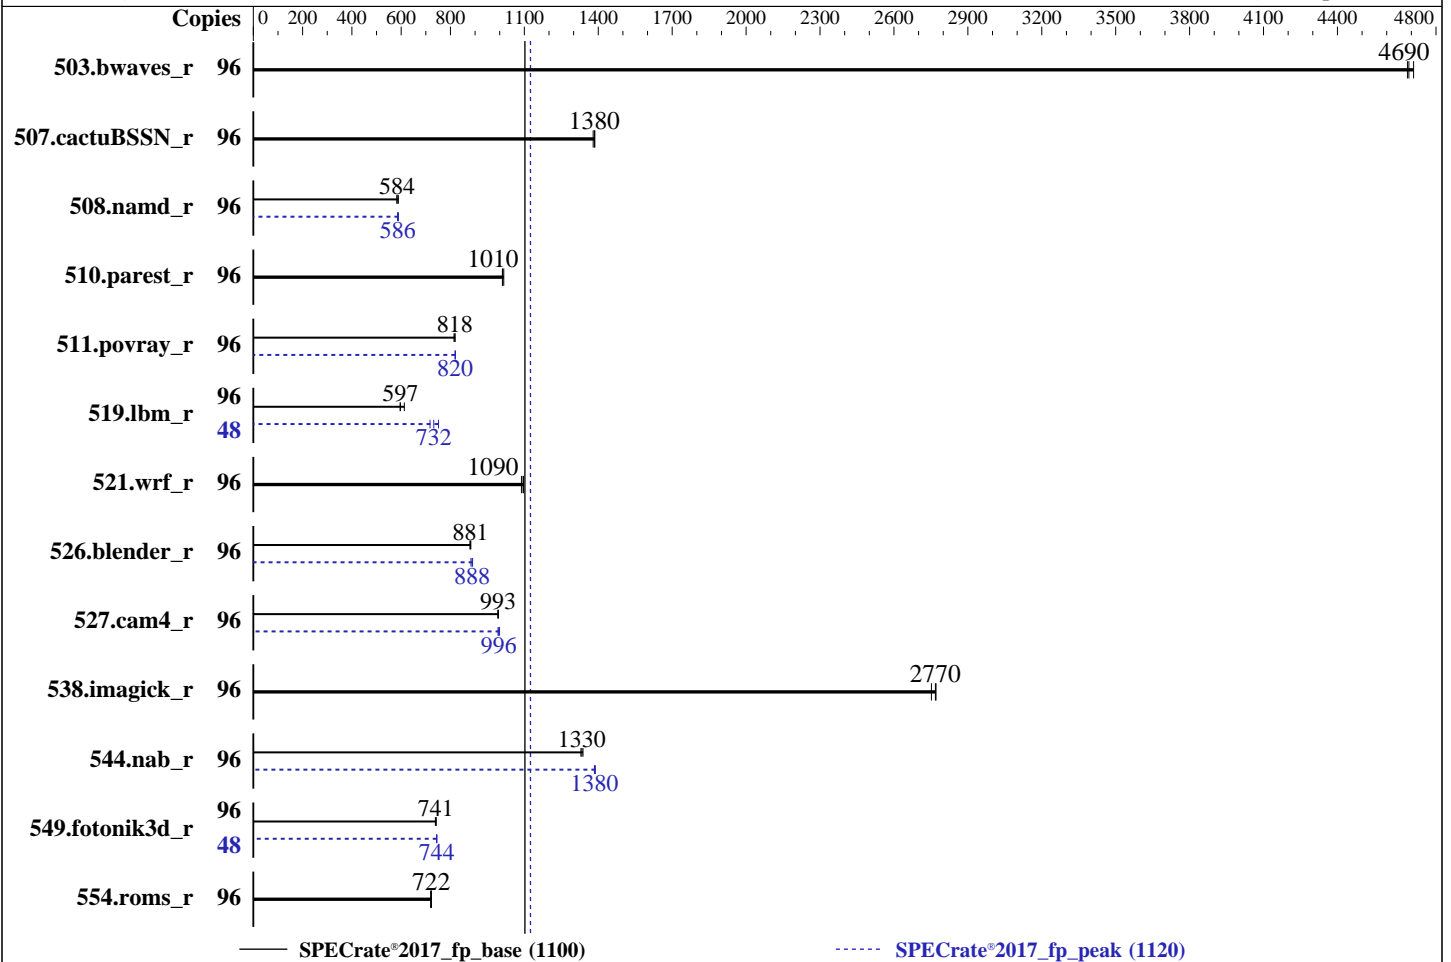 Copies 0 200 400 600 800 1100 1400 1700 2000 2300 2600 2900 3200 3500 3800 4100 4400 4800
503.bwaves_r 96 4690
507.cactuBSSN_r 96 1380
508.namd_r 96 584
586
510.parest_r 96 1010
511.povray_r 96 818
820
519.lbm_r 96 597
48 732
521.wrf_r 96 1090
526.blender_r 96 881
888
527.cam4_r 96 993
996
538.imagick_r 96 2770
544.nab_r 96 1330
1380
549.fotonik3d_r 96 741
48 744
554.roms_r 96 722
SPECrate®2017_fp_base (1100) SPECrate®2017_fp_peak (1120)